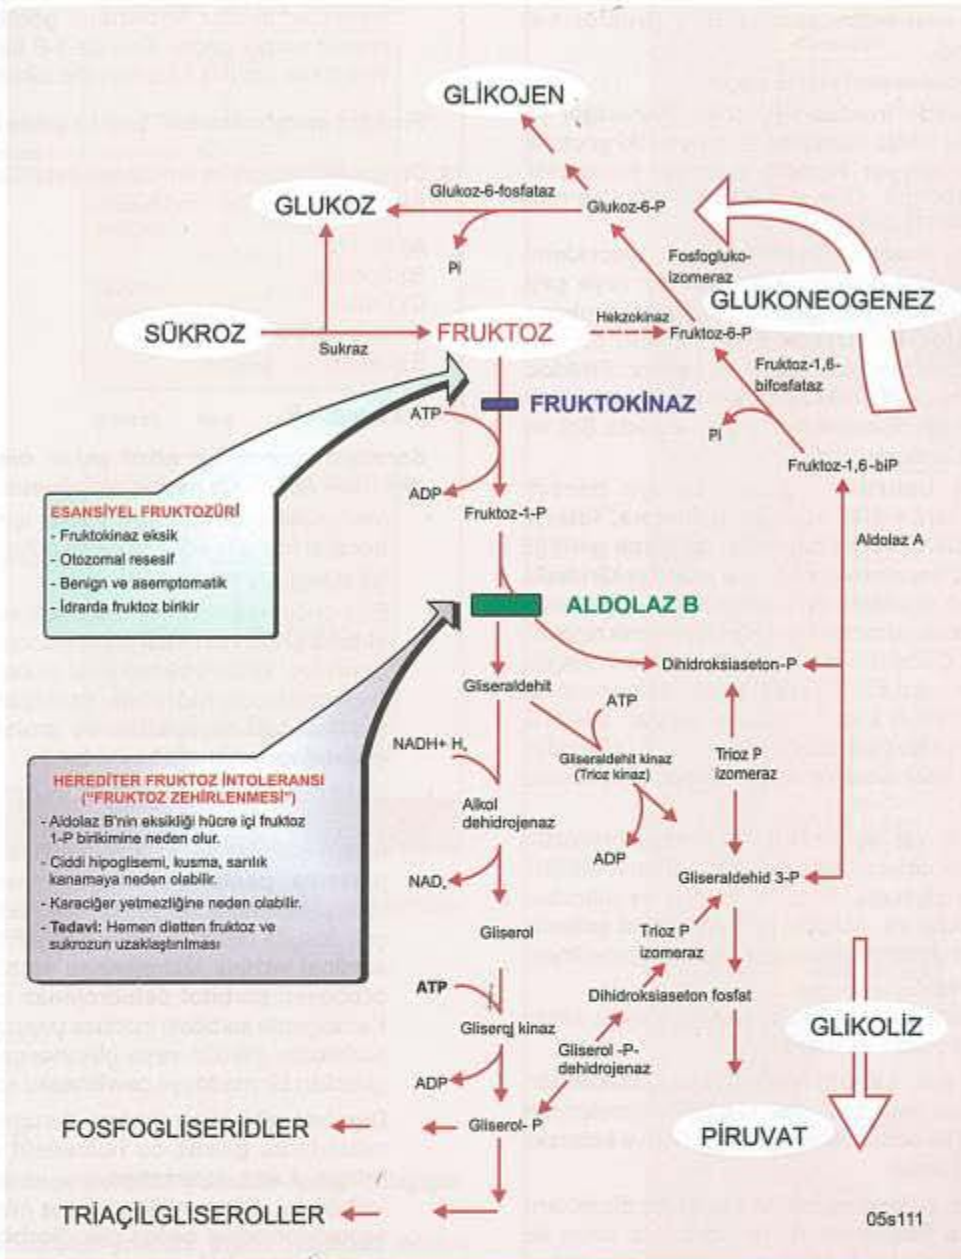 GLİKOJEN
GLUKOZ
Glukoz-6-fosfataz
Glukoz-6-P
Pi
Fosfogluko-
izomeraz
GLUKONEOGENEZ
SÜKROZ
Sukraz
FRUKTOZ
Hekzokinaz
Fruktoz-6-P
Fruktoz-1,6-
bifosfataz
Pi
Fruktoz-1,6-biP
ATP
FRUKTOKİNAZ
ADP
Fruktoz-1-P
Aldolaz A
ESANSİYEL FRUKTOZÜRİ
- Fruktokinaz eksik
- Otozomal resesif
- Benign ve asemptomatik
- İdrarda fruktoz birikir
ALDOLAZ B
Gliseraldehit
Dihidroksiaseton-P
ATP
NADH+ H+
Gliseraldehit kinaz
(Trioz kinaz)
Trioz P
izomeraz
HEREDİTER FRUKTOZ İNTOLERANSI
("FRUKTOZ ZEHİRLENMESİ")
- Aldolaz B'nin eksikliği hücre içi fruktoz
1-P birikimine neden olur.
- Ciddi hipoglisemi, kusma, sarılık
kanamaya neden olabilir.
- Karaciğer yetmezliğine neden olabilir.
- Tedavi: Hemen dietten fruktoz ve
sukrozun uzaklaştırılması
Alkol
dehidrojenaz
ADP
NAD+
Gliseraldehid 3-P
Gliserol
Trioz P
izomeraz
ATP
Dihidroksiaseton fosfat
Gliserol kinaz
Gliserol -P-
dehidrojenaz
GLİKOLİZ
ADP
FOSFOGLİSERİDLER
Gliserol- P
PİRUVAT
TRİAÇİLGLİSEROLLER
05s111